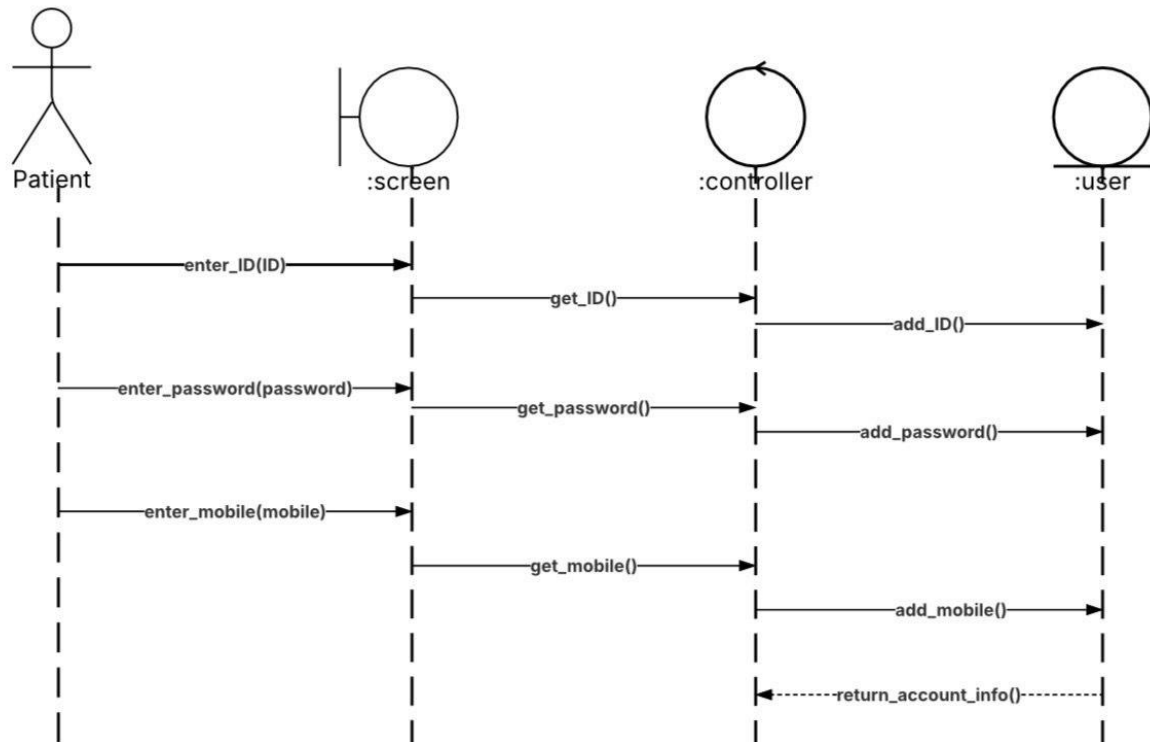 Patient
:screen
:controller
:user
enter_ID(ID)
get_ID()
add_ID()
enter_password(password)
get_password()
add_password()
enter_mobile(mobile)
get_mobile()
add_mobile()
return_account_info()